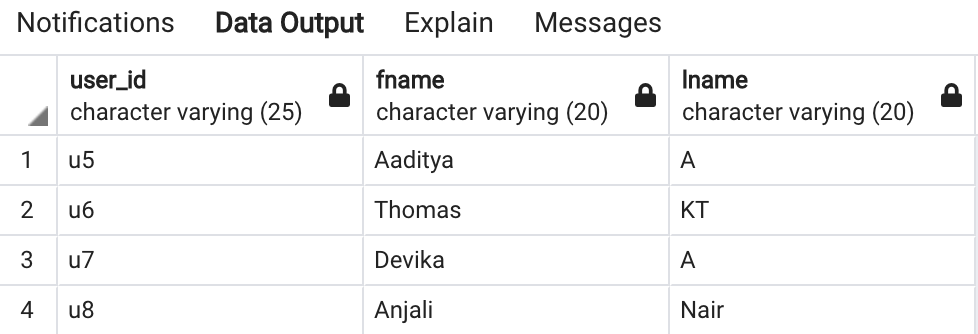 Notifications Data Output Explain Messages
user_id fname lname
character varying (25) character varying (20) character varying (20)
1 u5 Aaditya A
2 u6 Thomas KT
3 u7 Devika A
4 u8 Anjali Nair